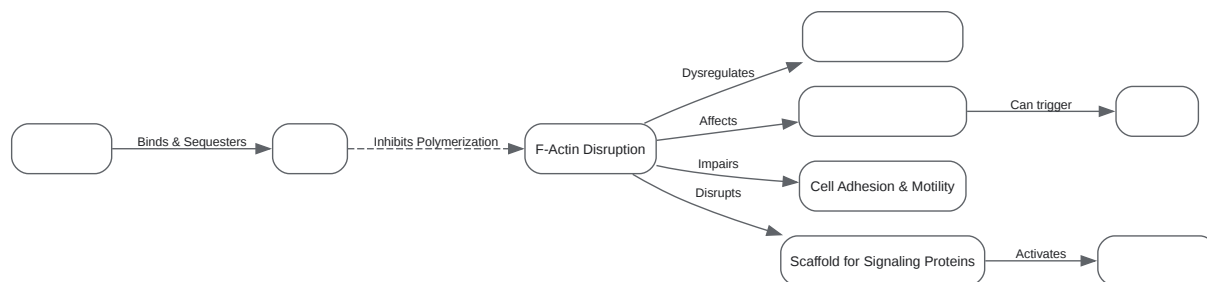 Dysregulates
Affects
Can trigger
Binds & Sequesters
Inhibits Polymerization
F-Actin Disruption
Impairs
Cell Adhesion & Motility
Disrupts
Scaffold for Signaling Proteins
Activates